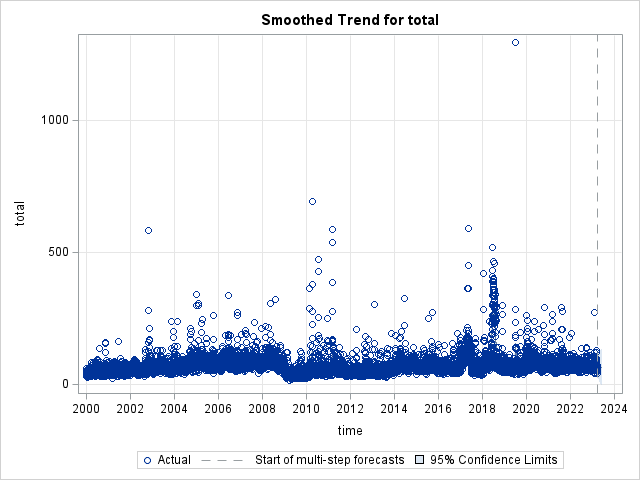 Smoothed Trend for total
1000
500
0
total
2000 2002 2004 2006 2008 2010 2012 2014 2016 2018 2020 2022 2024
time
Actual Start of multi-step forecasts 95% Confidence Limits